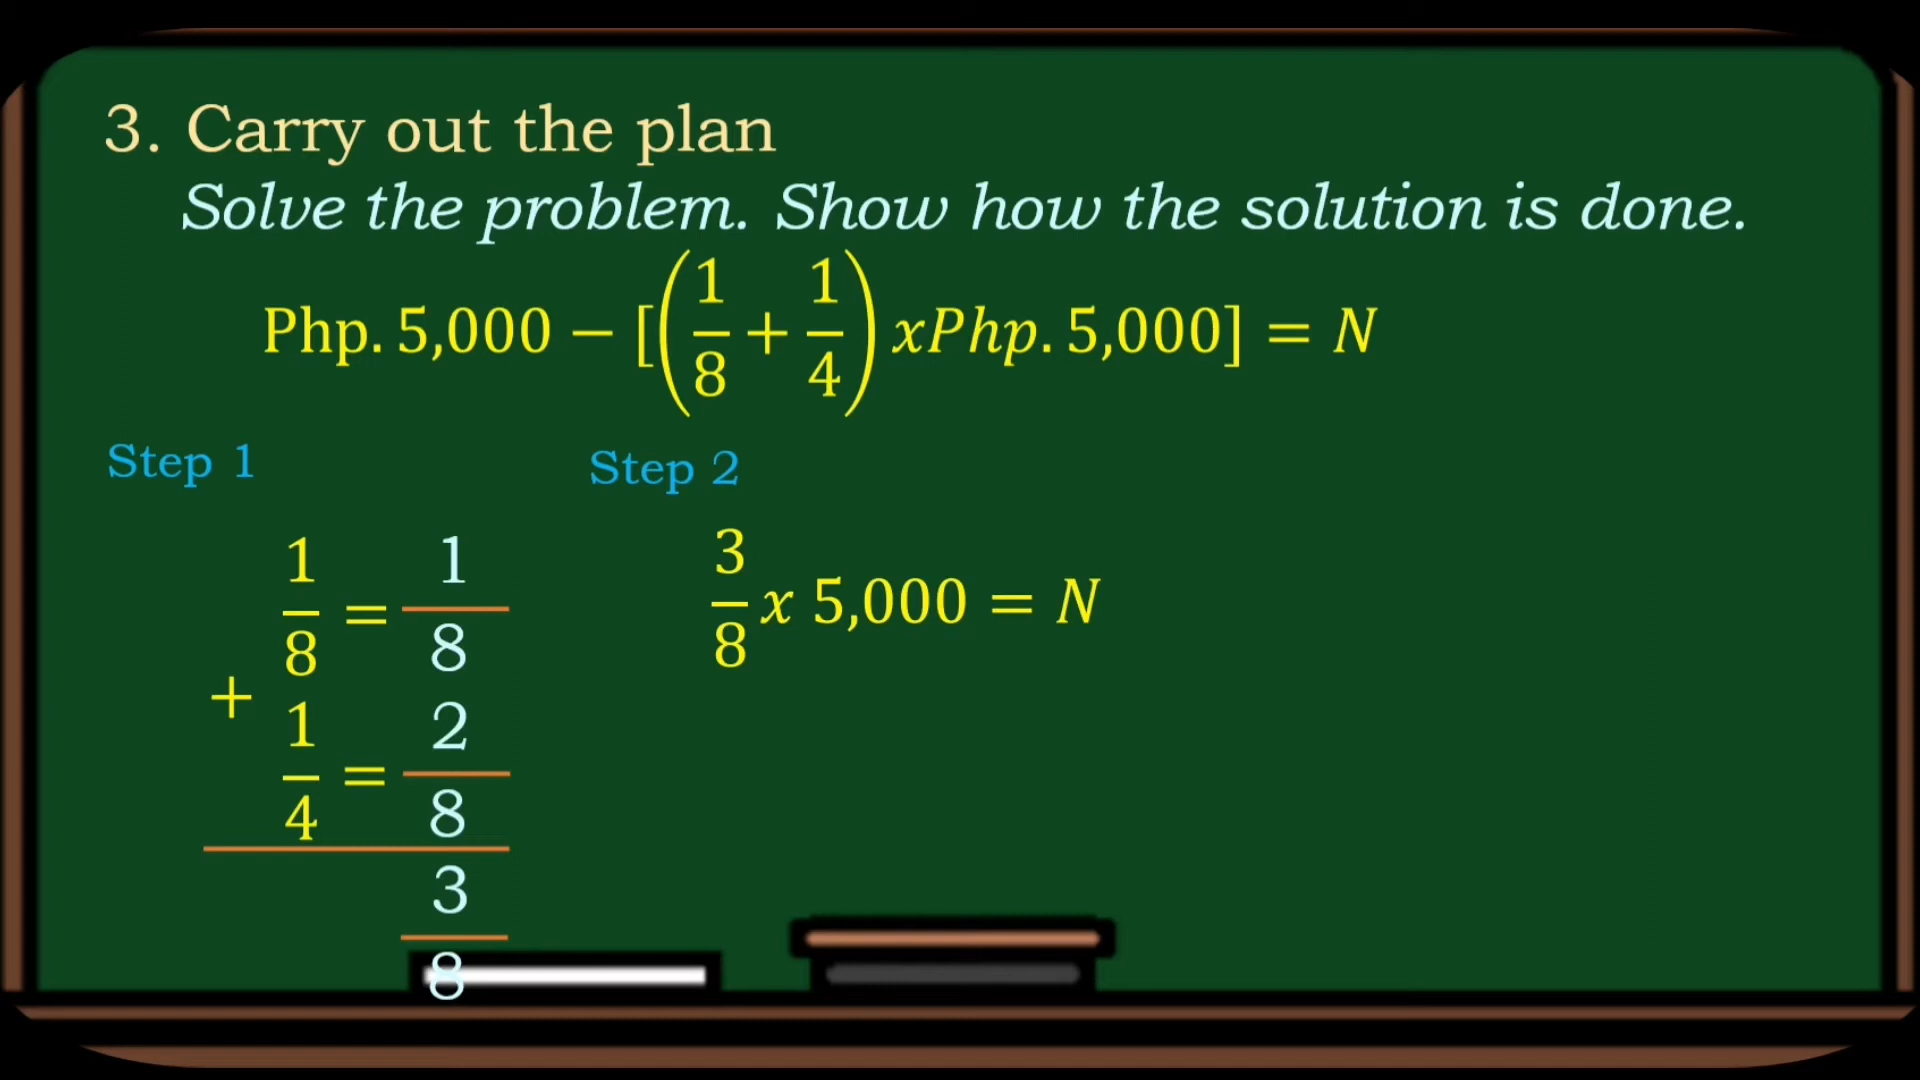 3. Carry out the plan
Solve the problem. Show how the solution is done.
Php. 5,000 − [(1/8 + 1/4) xPhp. 5,000] = N
Step 1
1/8 = 1/8
+
1/4 = 2/8
3/8
Step 2
3/8 x 5,000 = N